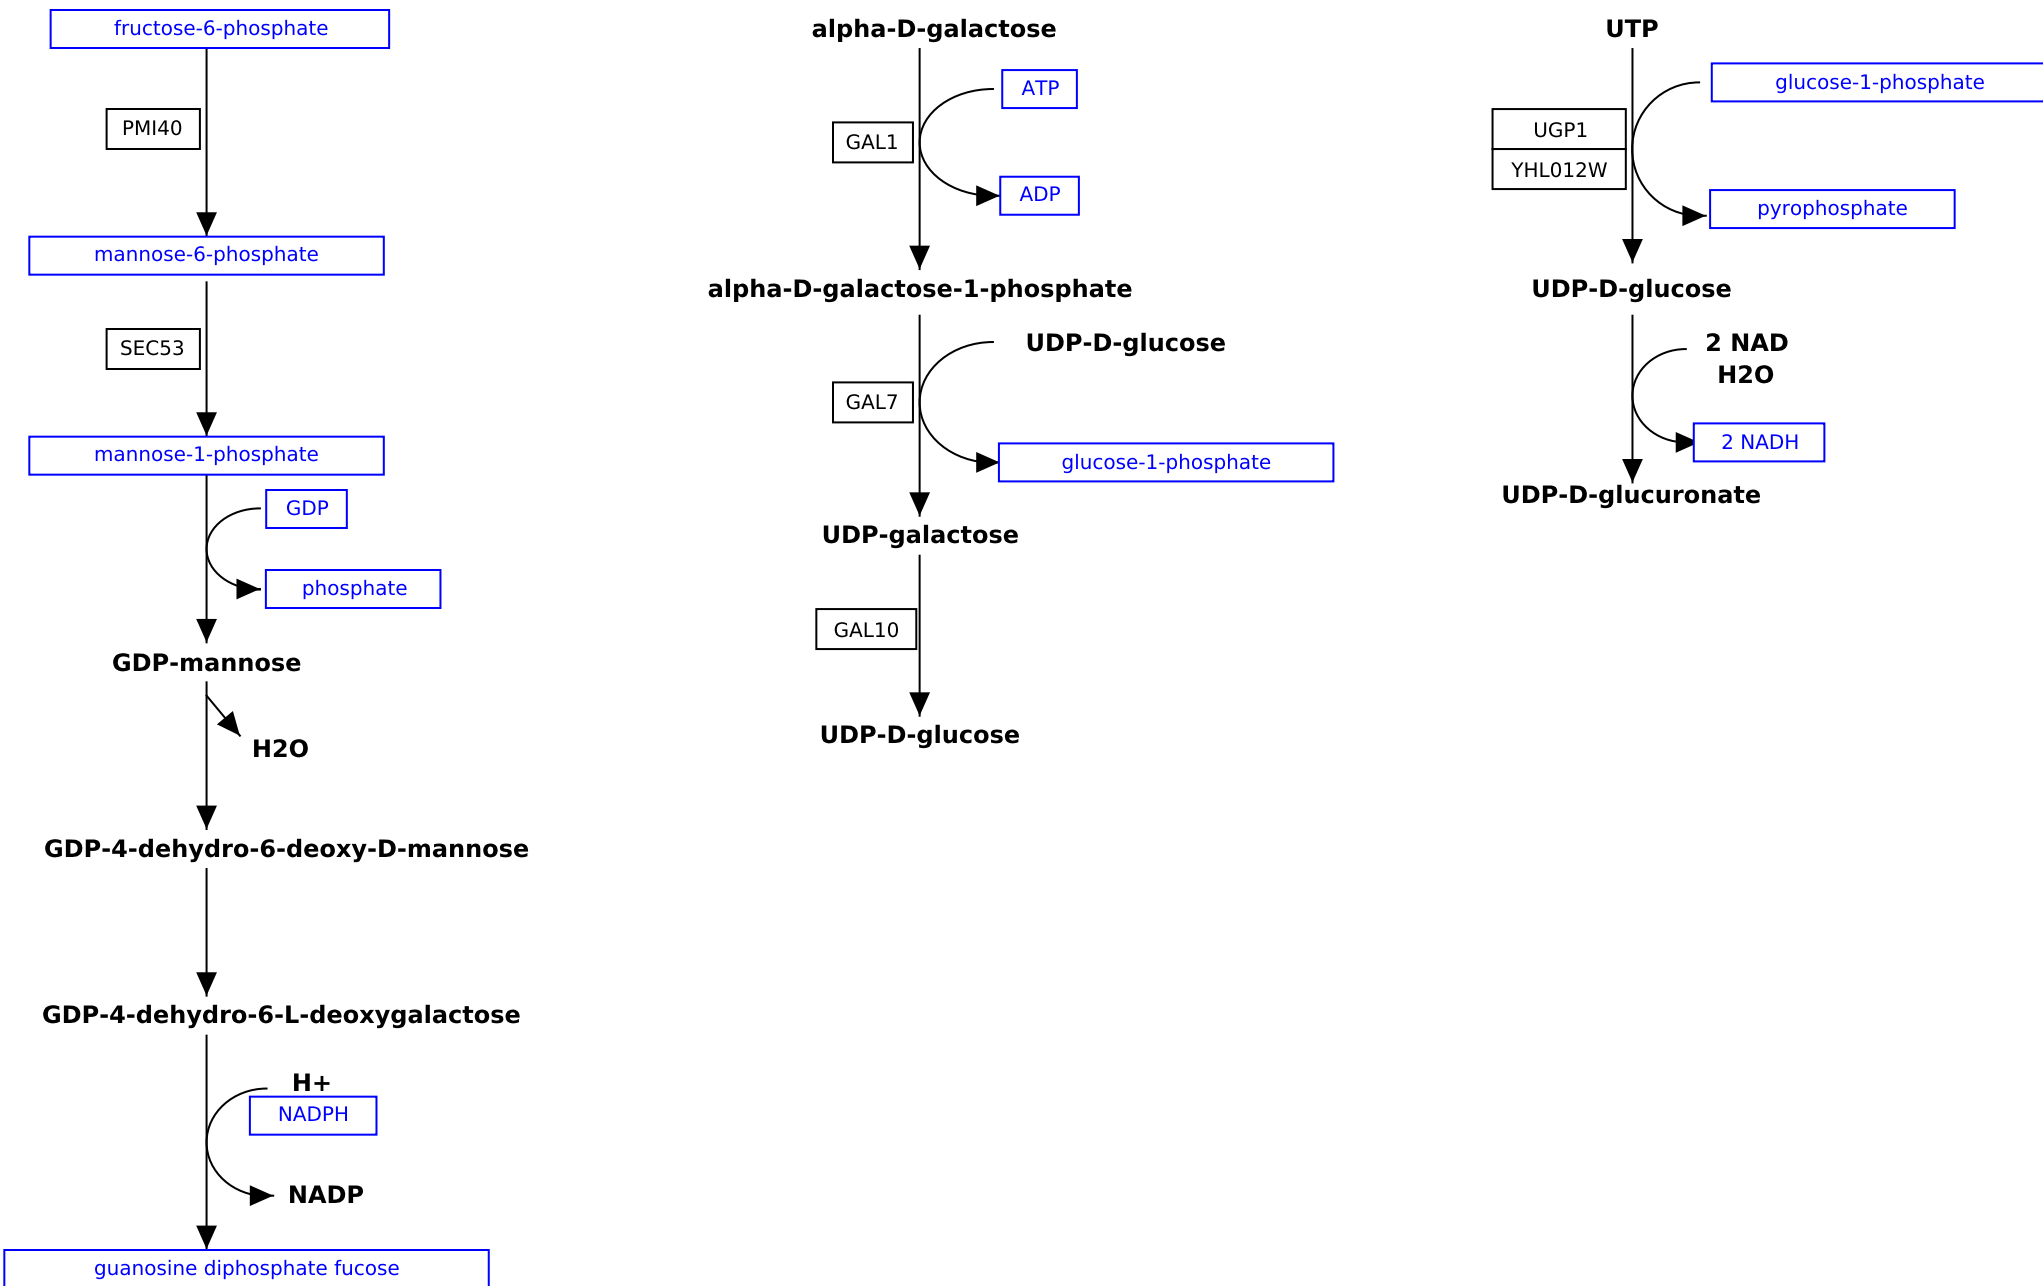 fructose-6-phosphate
PMI40
mannose-6-phosphate
SEC53
mannose-1-phosphate
GDP
phosphate
GDP-mannose
H2O
GDP-4-dehydro-6-deoxy-D-mannose
GDP-4-dehydro-6-L-deoxygalactose
H+
NADPH
NADP
guanosine diphosphate fucose
alpha-D-galactose
ATP
GAL1
ADP
alpha-D-galactose-1-phosphate
UDP-D-glucose
GAL7
glucose-1-phosphate
UDP-galactose
GAL10
UDP-D-glucose
UTP
glucose-1-phosphate
UGP1
YHL012W
pyrophosphate
UDP-D-glucose
2 NAD
H2O
2 NADH
UDP-D-glucuronate